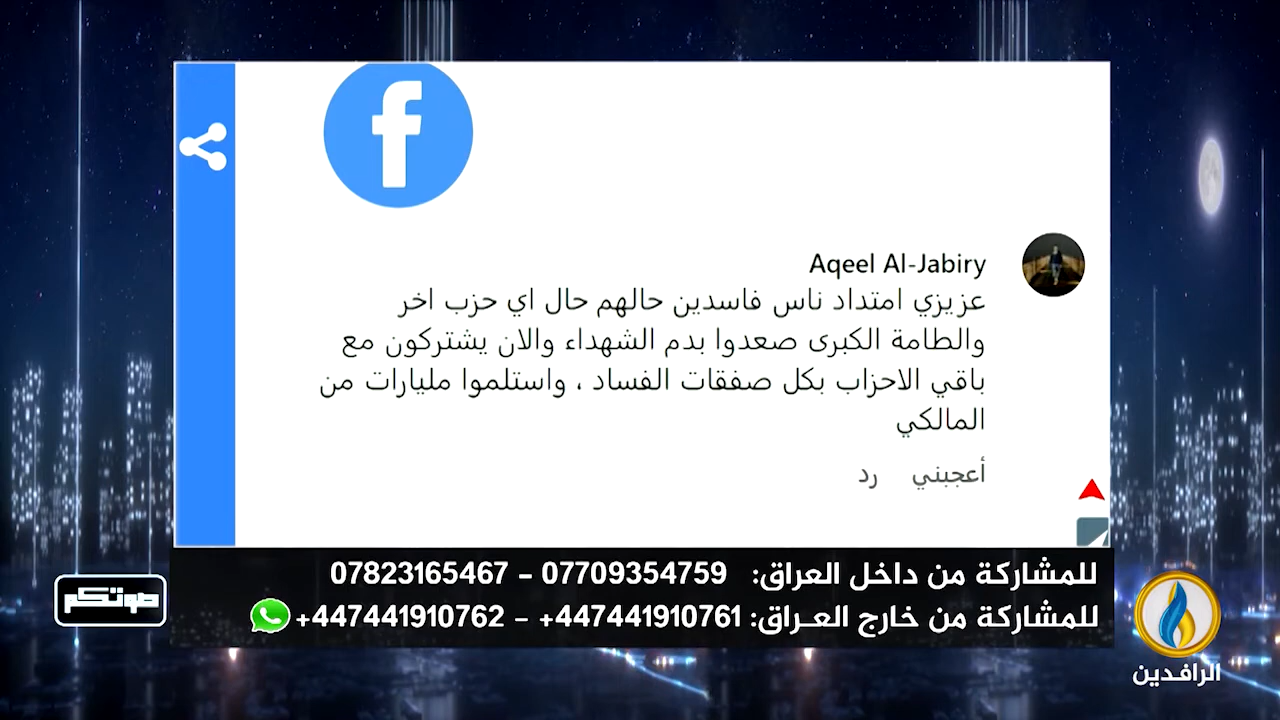 f
Aqeel Al-Jabiry
عزيزي امتداد ناس فاسدين حالهم حال اي حزب اخر
والطامة الكبرى صعدوا بدم الشهداء والان يشتركون مع
باقي الاحزاب بكل صفقات الفساد ، واستلموا مليارات من
المالكي
أعجبني رد
للمشاركة من داخل العراق: 07709354759 - 07823165467
للمشاركة من خارج العـراق: 447441910761+ - 447441910762+
صوتكم
الرافدين